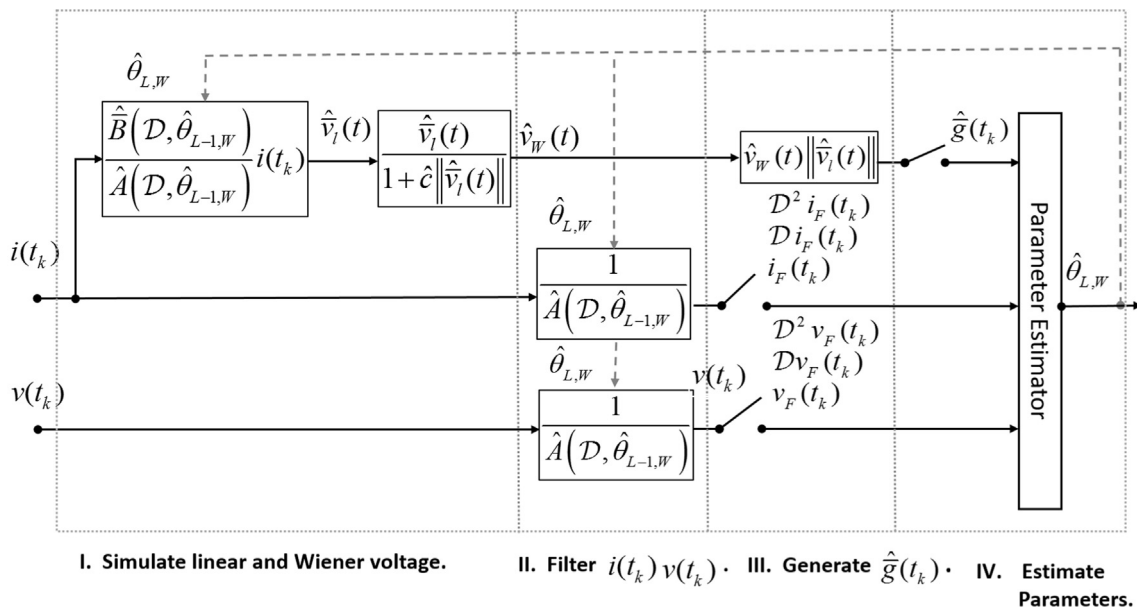 θ̂_{L,W}
B̄̂(𝒟, θ̂_{L−1,W}) / Â(𝒟, θ̂_{L−1,W}) i(t_k)
v̄̂_l(t)
v̄̂_l(t) / 1 + ĉ‖v̄̂_l(t)‖
v̂_W(t)
v̂_W(t)‖v̄̂_l(t)‖
ḡ̂(t_k)
i(t_k)
θ̂_{L,W}
1 / Â(𝒟, θ̂_{L−1,W})
𝒟² i_F(t_k)
𝒟 i_F(t_k)
i_F(t_k)
v(t_k)
θ̂_{L,W}
1 / Â(𝒟, θ̂_{L−1,W})
v(t_k)
𝒟² v_F(t_k)
𝒟v_F(t_k)
v_F(t_k)
Parameter Estimator
θ̂_{L,W}
I. Simulate linear and Wiener voltage.
II. Filter i(t_k) v(t_k).
III. Generate ḡ̂(t_k).
IV. Estimate
Parameters.